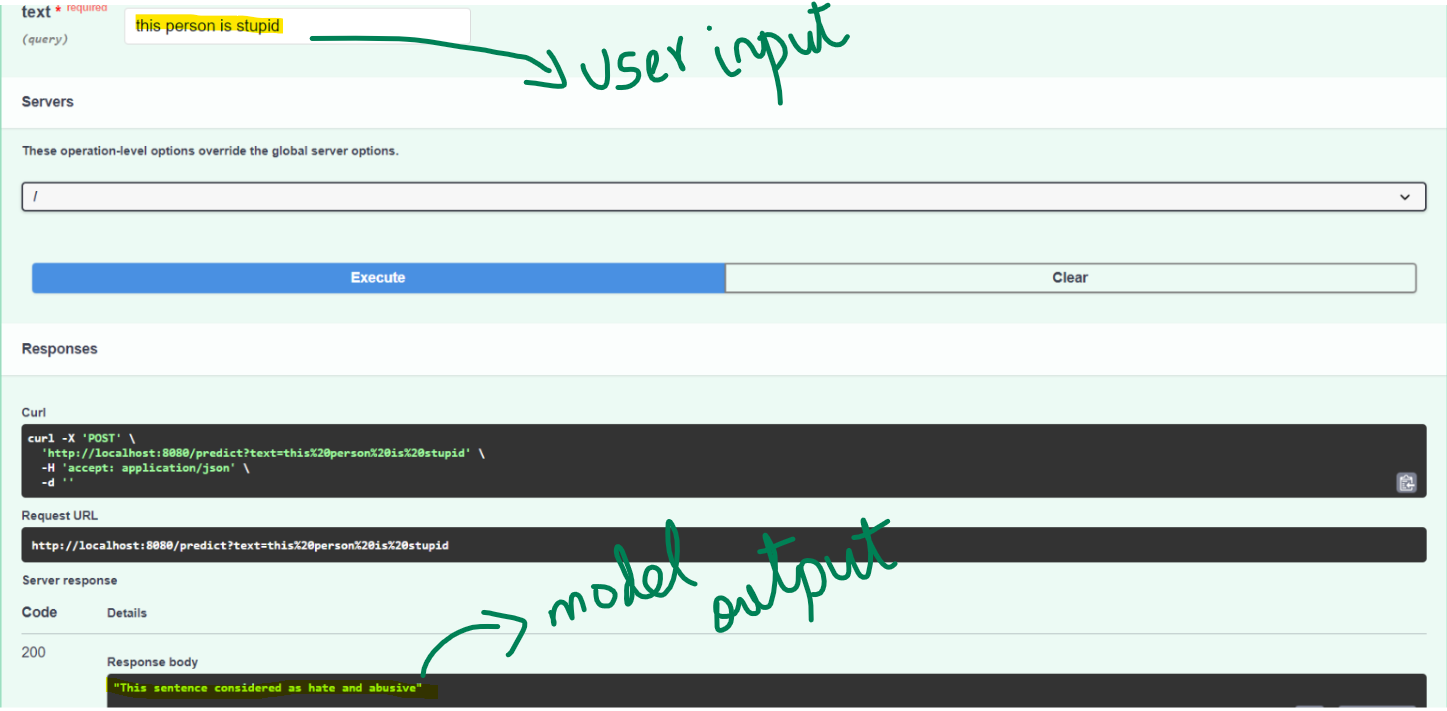 text * required
this person is stupid
(query)
user input
Servers
These operation-level options override the global server options.
/
Execute
Clear
Responses
Curl
curl -X 'POST' \
'http://localhost:8080/predict?text=this%20person%20is%20stupid' \
-H 'accept: application/json' \
-d ''
Request URL
http://localhost:8080/predict?text=this%20person%20is%20stupid
model output
Server response
Code
Details
200
Response body
"This sentence considered as hate and abusive"